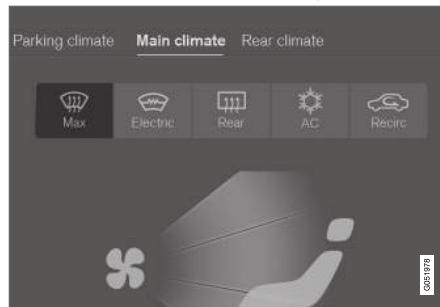 Parking climate Main climate Rear climate
Max Electric Rear AC Recirc
G051978